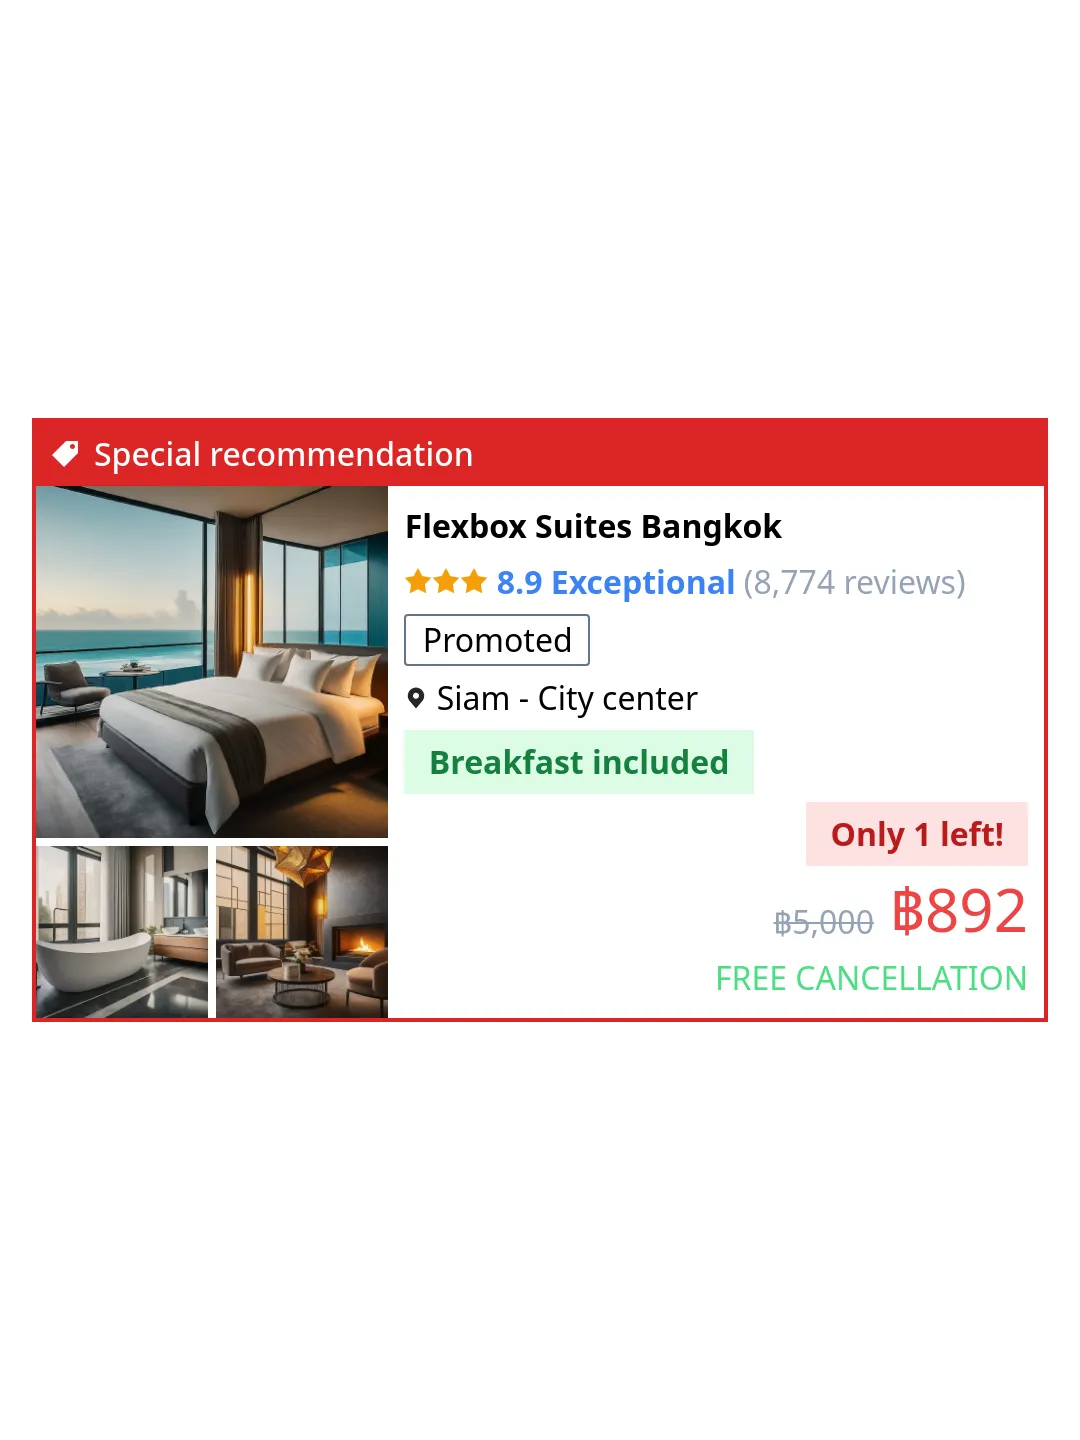 Special recommendation
Flexbox Suites Bangkok
8.9 Exceptional (8,774 reviews)
Promoted
Siam - City center
Breakfast included
Only 1 left!
฿5,000 ฿892
FREE CANCELLATION